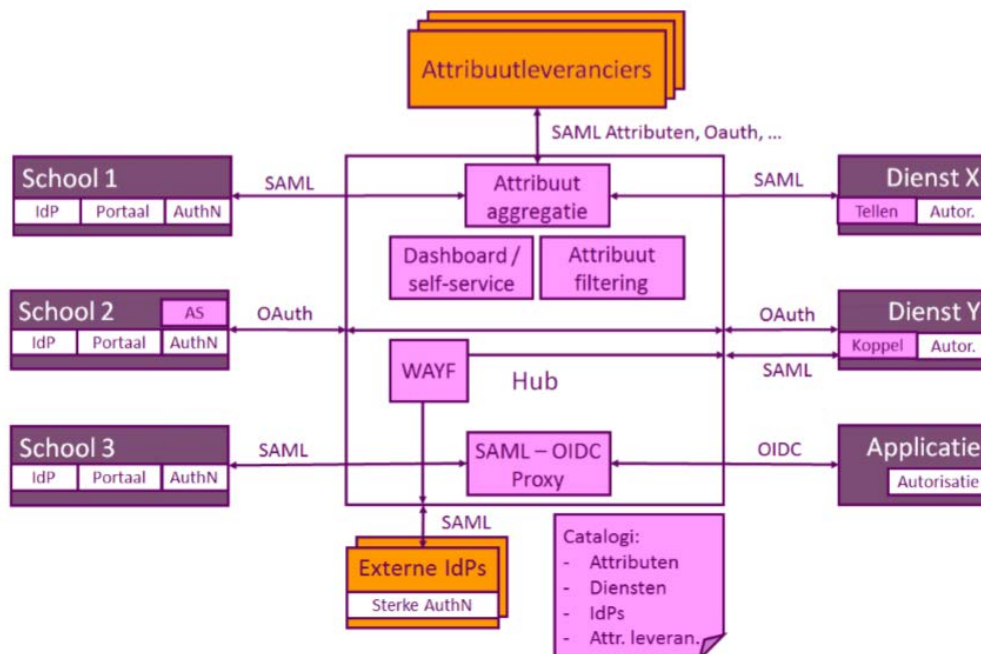 Attribuutleveranciers
SAML Attributen, Oauth, ...
School 1
IdP Portaal AuthN
SAML
Attribuut
aggregatie
SAML
Dienst X
Tellen Autor.
Dashboard /
self-service
Attribuut
filtering
School 2
AS
IdP Portaal AuthN
OAuth
OAuth
Dienst Y
Koppel Autor.
SAML
WAYF
Hub
School 3
IdP Portaal AuthN
SAML
SAML – OIDC
Proxy
OIDC
Applicatie
Autorisatie
SAML
Externe IdPs
Sterke AuthN
Catalogi:
- Attributen
- Diensten
- IdPs
- Attr. leveran.